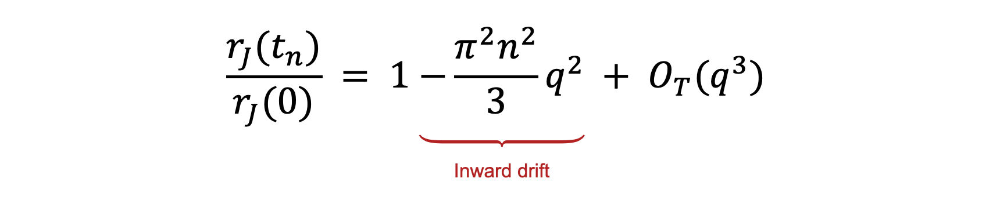 r_J(t_n)/r_J(0) = 1 − π²n²/3 q² + O_T(q³)
Inward drift